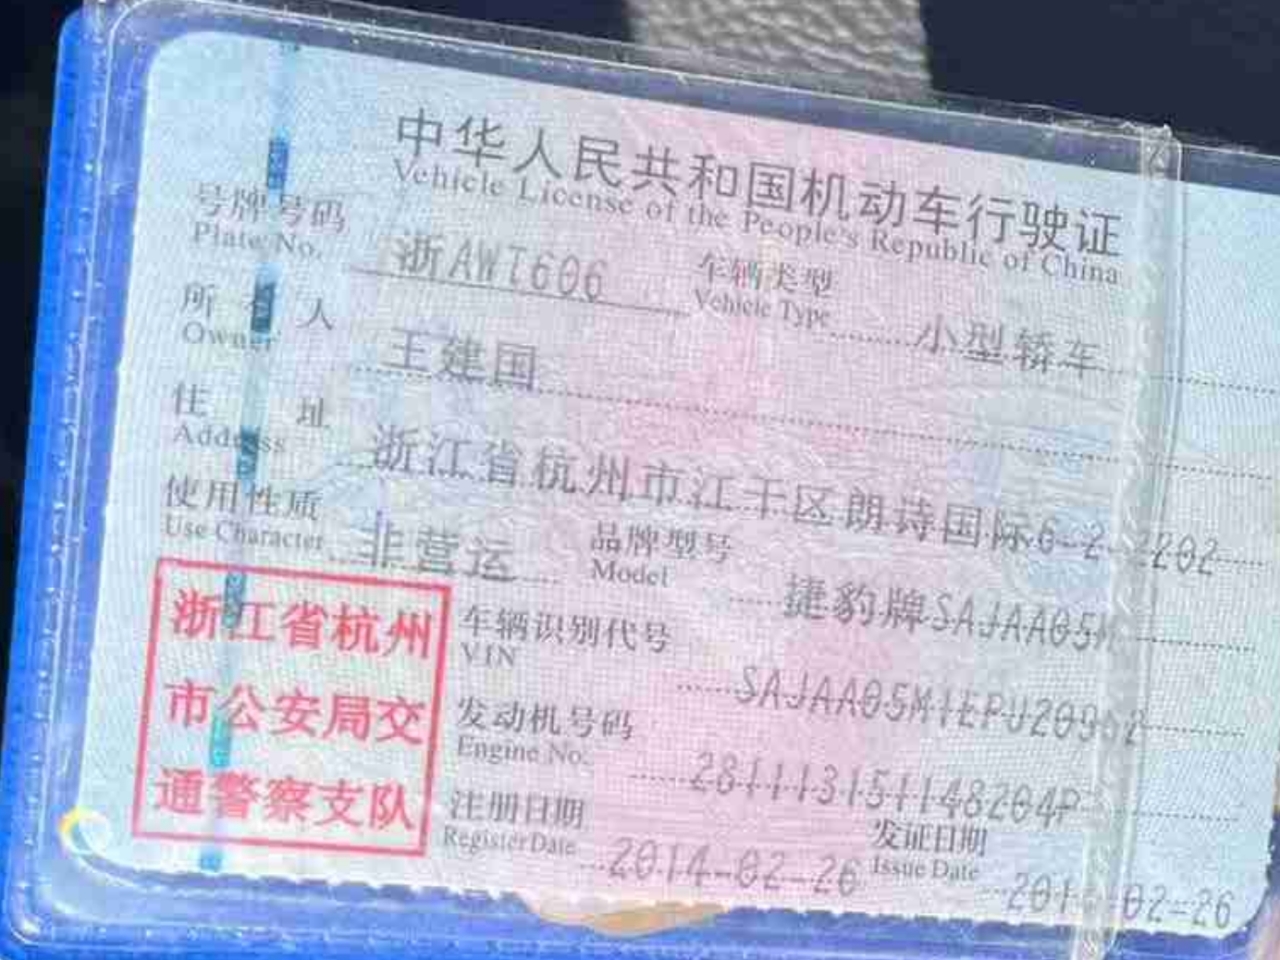 中华人民共和国机动车行驶证
Vehicle License of the People's Republic of China
号牌号码 浙AWT606 车辆类型 小型轿车
Plate No. Vehicle Type
所有人 王建国
Owner
住址 浙江省杭州市江干区朗诗国际6-2-2202
Address
使用性质 非营运 品牌型号 捷豹牌SAJAA05M
Use Character Model
浙江省杭州
市公安局交
通警察支队
车辆识别代号
VIN
发动机号码 281113151148204P
Engine No.
注册日期 2014-02-26 发证日期
Register Date Issue Date